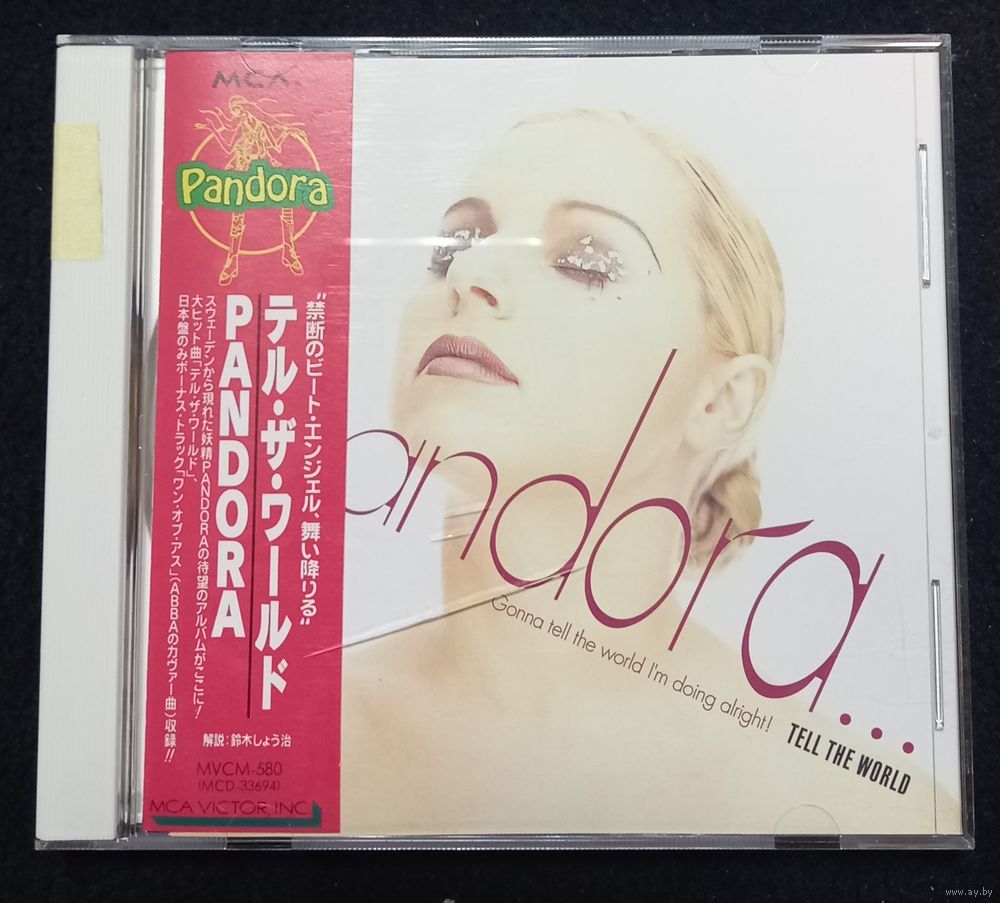 MCA
Pandora
"禁断のビート・エンジェル、舞い降りる"
テル・ザ・ワールド
PANDORA
スウェーデンから現れた妖精PANDORAの待望のアルバムがここに!
大ヒット曲「テル・ザ・ワールド」、
日本盤のみボーナス・トラック「ワン・オブ・アス」(ABBAのカヴァー曲)収録!!
解説:鈴木しょう治
MVCM-580
(MCD-33694)
MCA VICTOR, INC
andora...
Gonna tell the world I'm doing alright!
TELL THE WORLD
www.ay.by